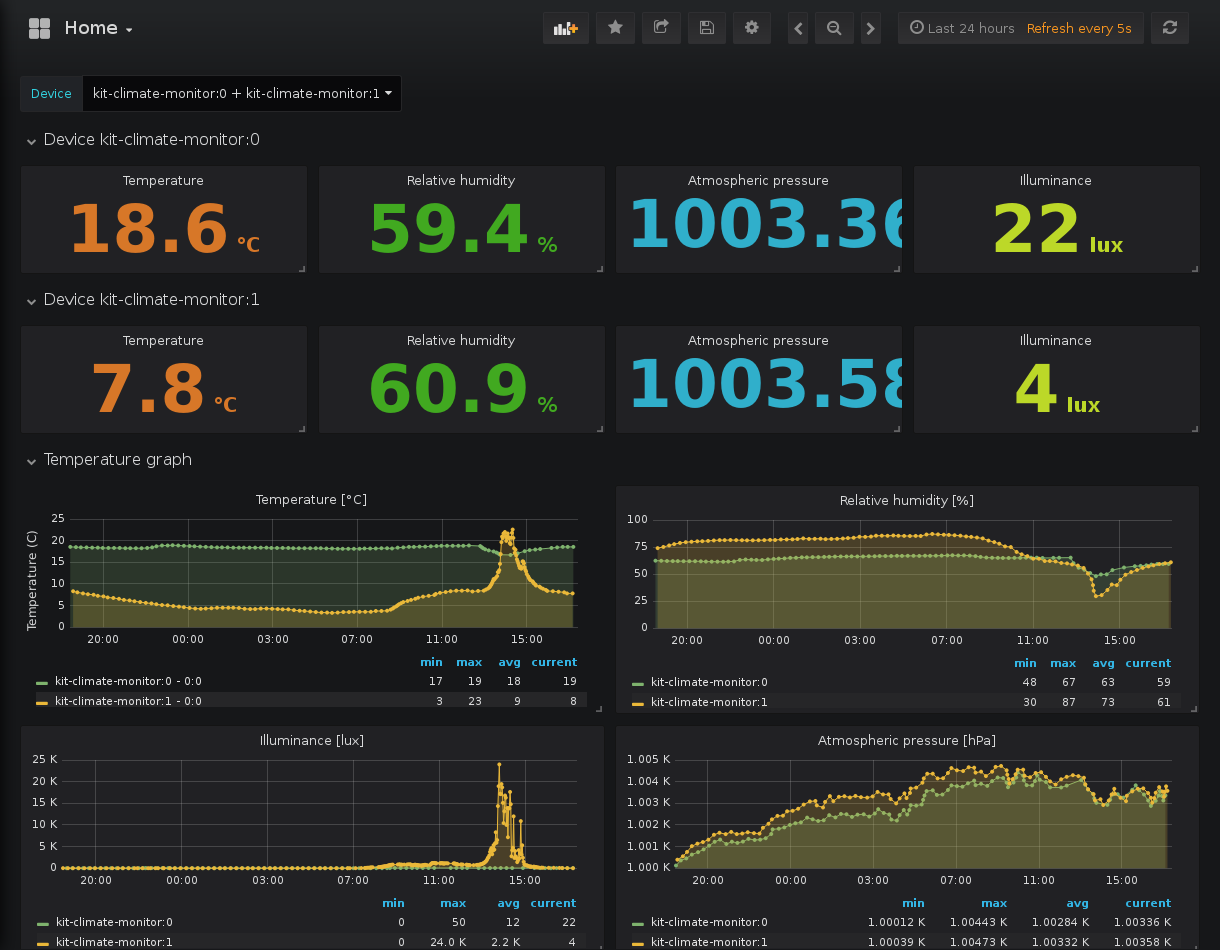 Home
Last 24 hours Refresh every 5s
Device kit-climate-monitor:0 + kit-climate-monitor:1
Device kit-climate-monitor:0
Temperature Relative humidity Atmospheric pressure Illuminance
18.6 °C 59.4 % 1003.36 22 lux
Device kit-climate-monitor:1
Temperature Relative humidity Atmospheric pressure Illuminance
7.8 °C 60.9 % 1003.58 4 lux
Temperature graph
Temperature [°C]
Temperature (C)
25
20
15
10
5
0
20:00 00:00 03:00 07:00 11:00 15:00
min max avg current
kit-climate-monitor:0 - 0:0 17 19 18 19
kit-climate-monitor:1 - 0:0 3 23 9 8
Relative humidity [%]
100
75
50
25
0
20:00 00:00 03:00 07:00 11:00 15:00
min max avg current
kit-climate-monitor:0 48 67 63 59
kit-climate-monitor:1 30 87 73 61
Illuminance [lux]
25 K
20 K
15 K
10 K
5 K
0
20:00 00:00 03:00 07:00 11:00 15:00
min max avg current
kit-climate-monitor:0 0 50 12 22
kit-climate-monitor:1 0 24.0 K 2.2 K 4
Atmospheric pressure [hPa]
1.005 K
1.004 K
1.003 K
1.002 K
1.001 K
1.000 K
20:00 00:00 03:00 07:00 11:00 15:00
min max avg current
kit-climate-monitor:0 1.00012 K 1.00443 K 1.00284 K 1.00336 K
kit-climate-monitor:1 1.00039 K 1.00473 K 1.00332 K 1.00358 K